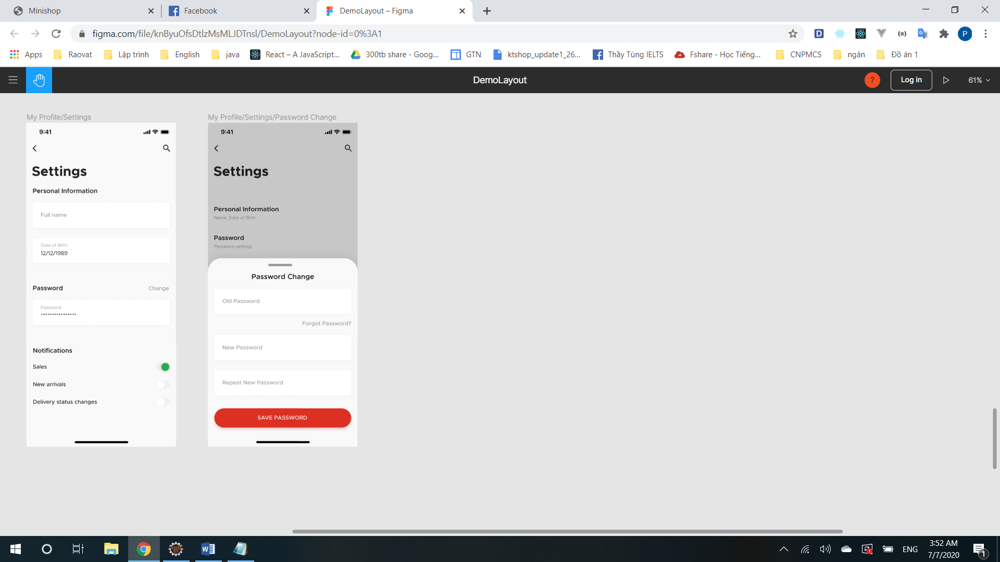 Minishop
Facebook
DemoLayout – Figma
figma.com/file/knByuOfsDtlzMsMLJDTnsl/DemoLayout?node-id=0%3A1
Apps
Raovat
Lập trình
English
java
React – A JavaScript...
300tb share - Goog...
GTN
ktshop_update1_26...
Thầy Tùng IELTS
Fshare - Học Tiếng...
CNPMCS
ngân
Đồ án 1
DemoLayout
?
Log in
61%
My Profile/Settings
9:41
Settings
Personal Information
Full name
Date of Birth
12/12/1989
Password
Change
Password
****************
Notifications
Sales
New arrivals
Delivery status changes
My Profile/Settings/Password Change
9:41
Settings
Personal Information
Name, Date of Birth
Password
Password settings
Password Change
Old Password
Forgot Password?
New Password
Repeat New Password
SAVE PASSWORD
ENG
3:52 AM
7/7/2020
1